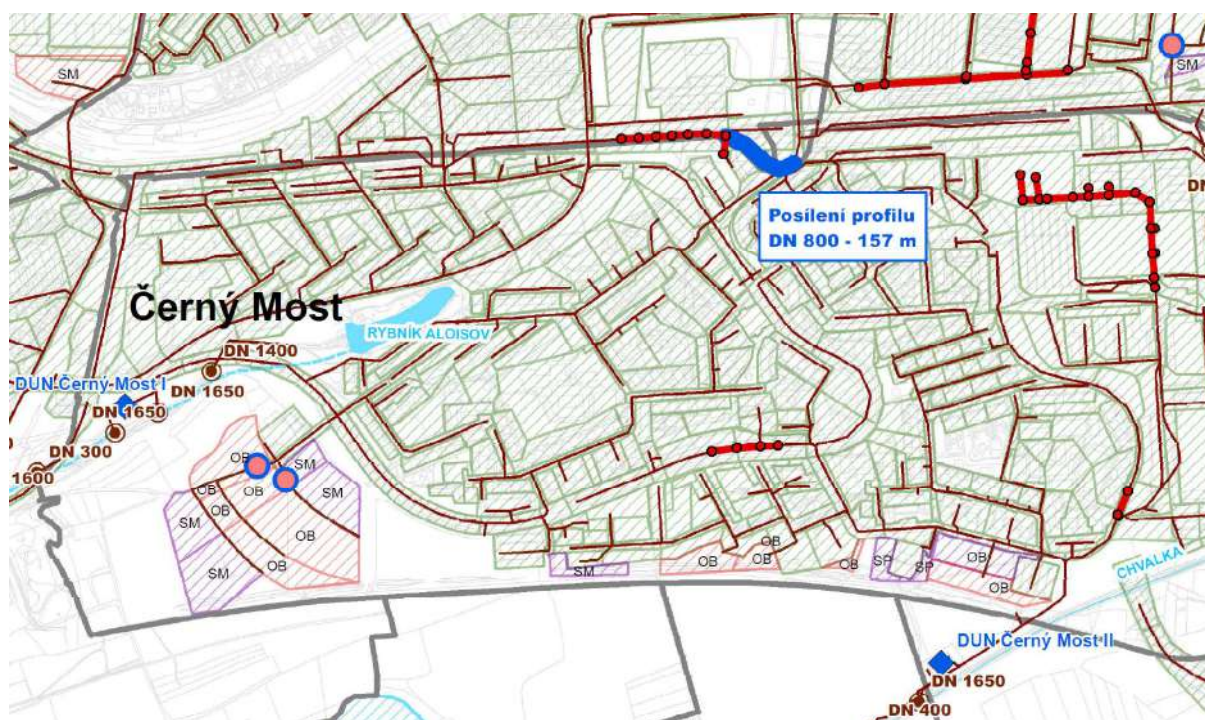 SM
SM
DN
Posílení profilu
DN 800 - 157 m
Černý Most
RYBNÍK ALOISOV
DN 1400
DUN Černý Most I
DN 1650
DN 1650
DN 300
1600
OB
SM
OB
OB
SM
SM
OB
OB
SM
OB
SM
OB
OB
OB
SP
SP
OB
OB
CHVALKA
DUN Černý Most II
DN 1650
DN 400